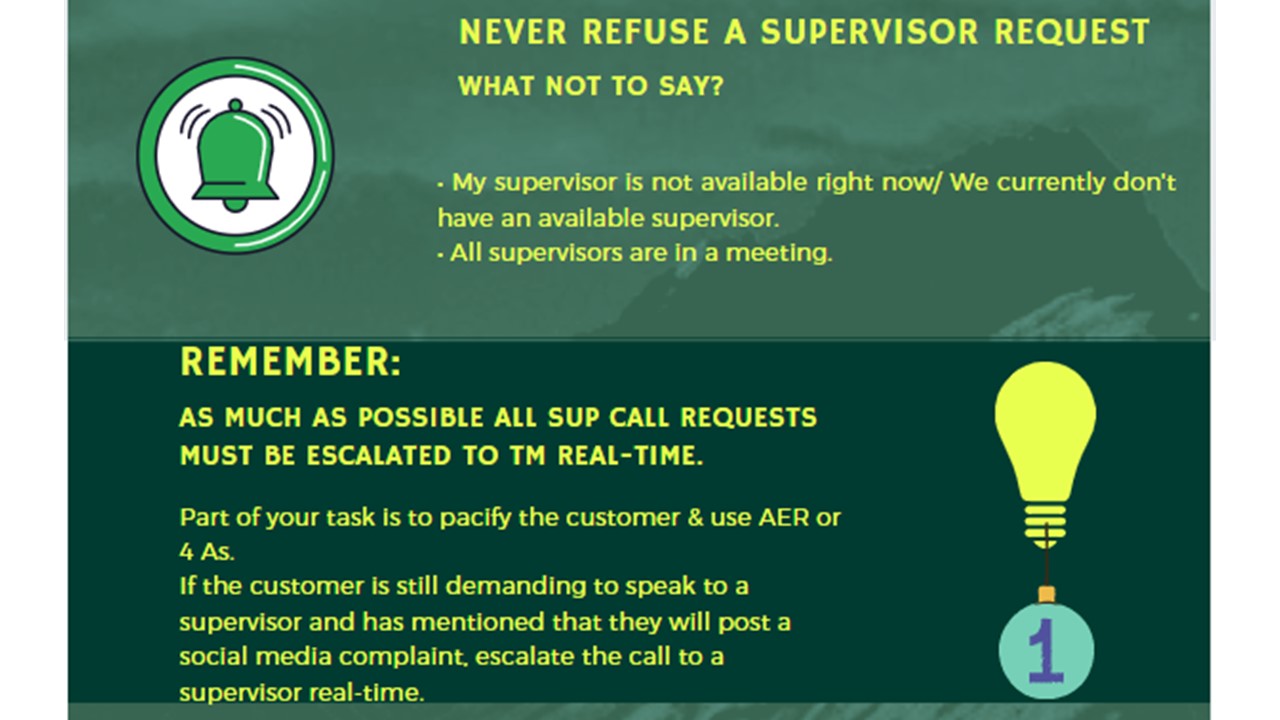 NEVER REFUSE A SUPERVISOR REQUEST
WHAT NOT TO SAY?
• My supervisor is not available right now/ We currently don't
have an available supervisor.
• All supervisors are in a meeting.
REMEMBER:
AS MUCH AS POSSIBLE ALL SUP CALL REQUESTS
MUST BE ESCALATED TO TM REAL-TIME.
Part of your task is to pacify the customer & use AER or
4 As.
If the customer is still demanding to speak to a
supervisor and has mentioned that they will post a
social media complaint, escalate the call to a
supervisor real-time.
1